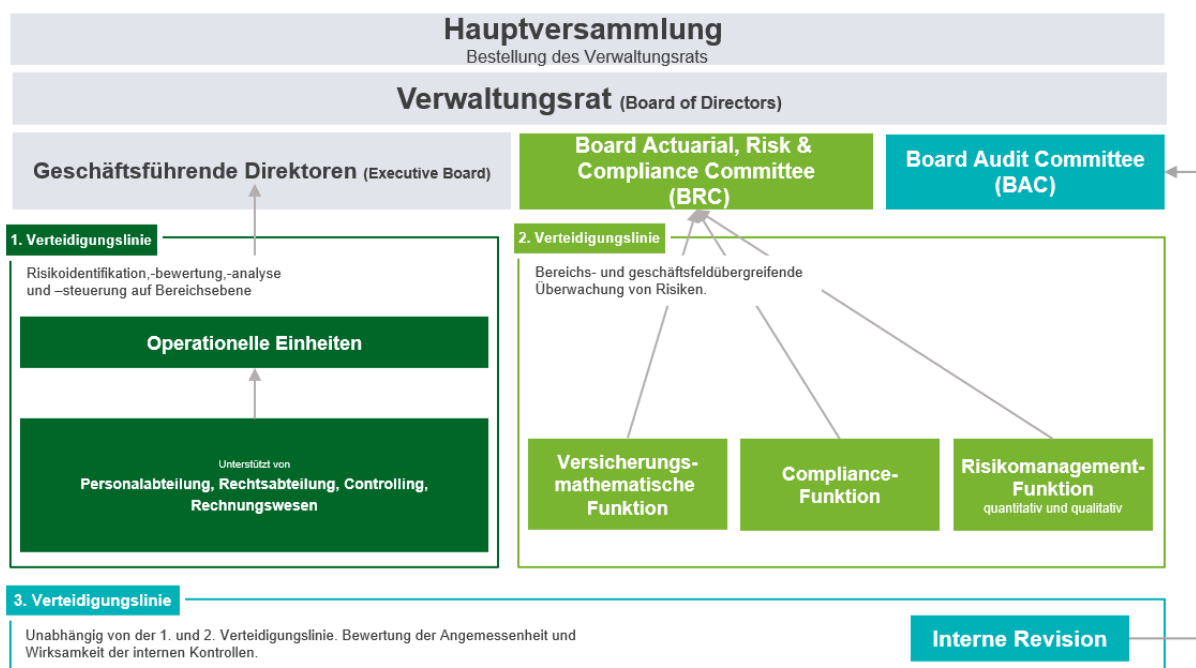 Hauptversammlung
Bestellung des Verwaltungsrats
Verwaltungsrat (Board of Directors)
Geschäftsführende Direktoren (Executive Board)
Board Actuarial, Risk &
Compliance Committee
(BRC)
Board Audit Committee
(BAC)
1. Verteidigungslinie
Risikoidentifikation,-bewertung,-analyse
und –steuerung auf Bereichsebene
Operationelle Einheiten
Unterstützt von
Personalabteilung, Rechtsabteilung, Controlling,
Rechnungswesen
2. Verteidigungslinie
Bereichs- und geschäftsfeldübergreifende
Überwachung von Risiken.
Versicherungs-
mathematische
Funktion
Compliance-
Funktion
Risikomanagement-
Funktion
quantitativ und qualitativ
3. Verteidigungslinie
Unabhängig von der 1. und 2. Verteidigungslinie. Bewertung der Angemessenheit und
Wirksamkeit der internen Kontrollen.
Interne Revision